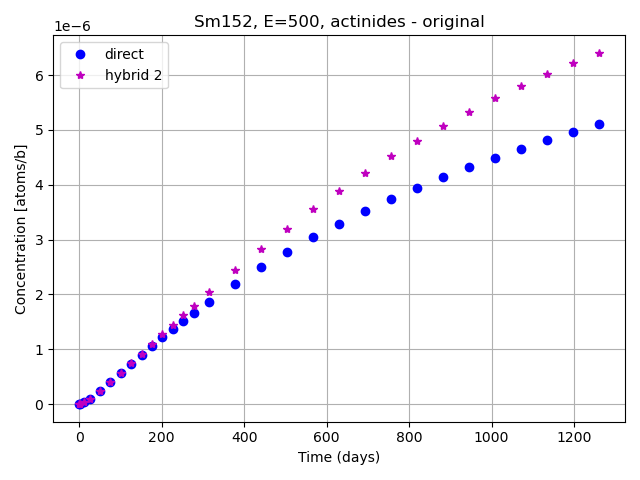 Sm152, E=500, actinides - original
1e−6
direct
hybrid 2
6
5
4
3
2
1
0
Concentration [atoms/b]
0 200 400 600 800 1000 1200
Time (days)